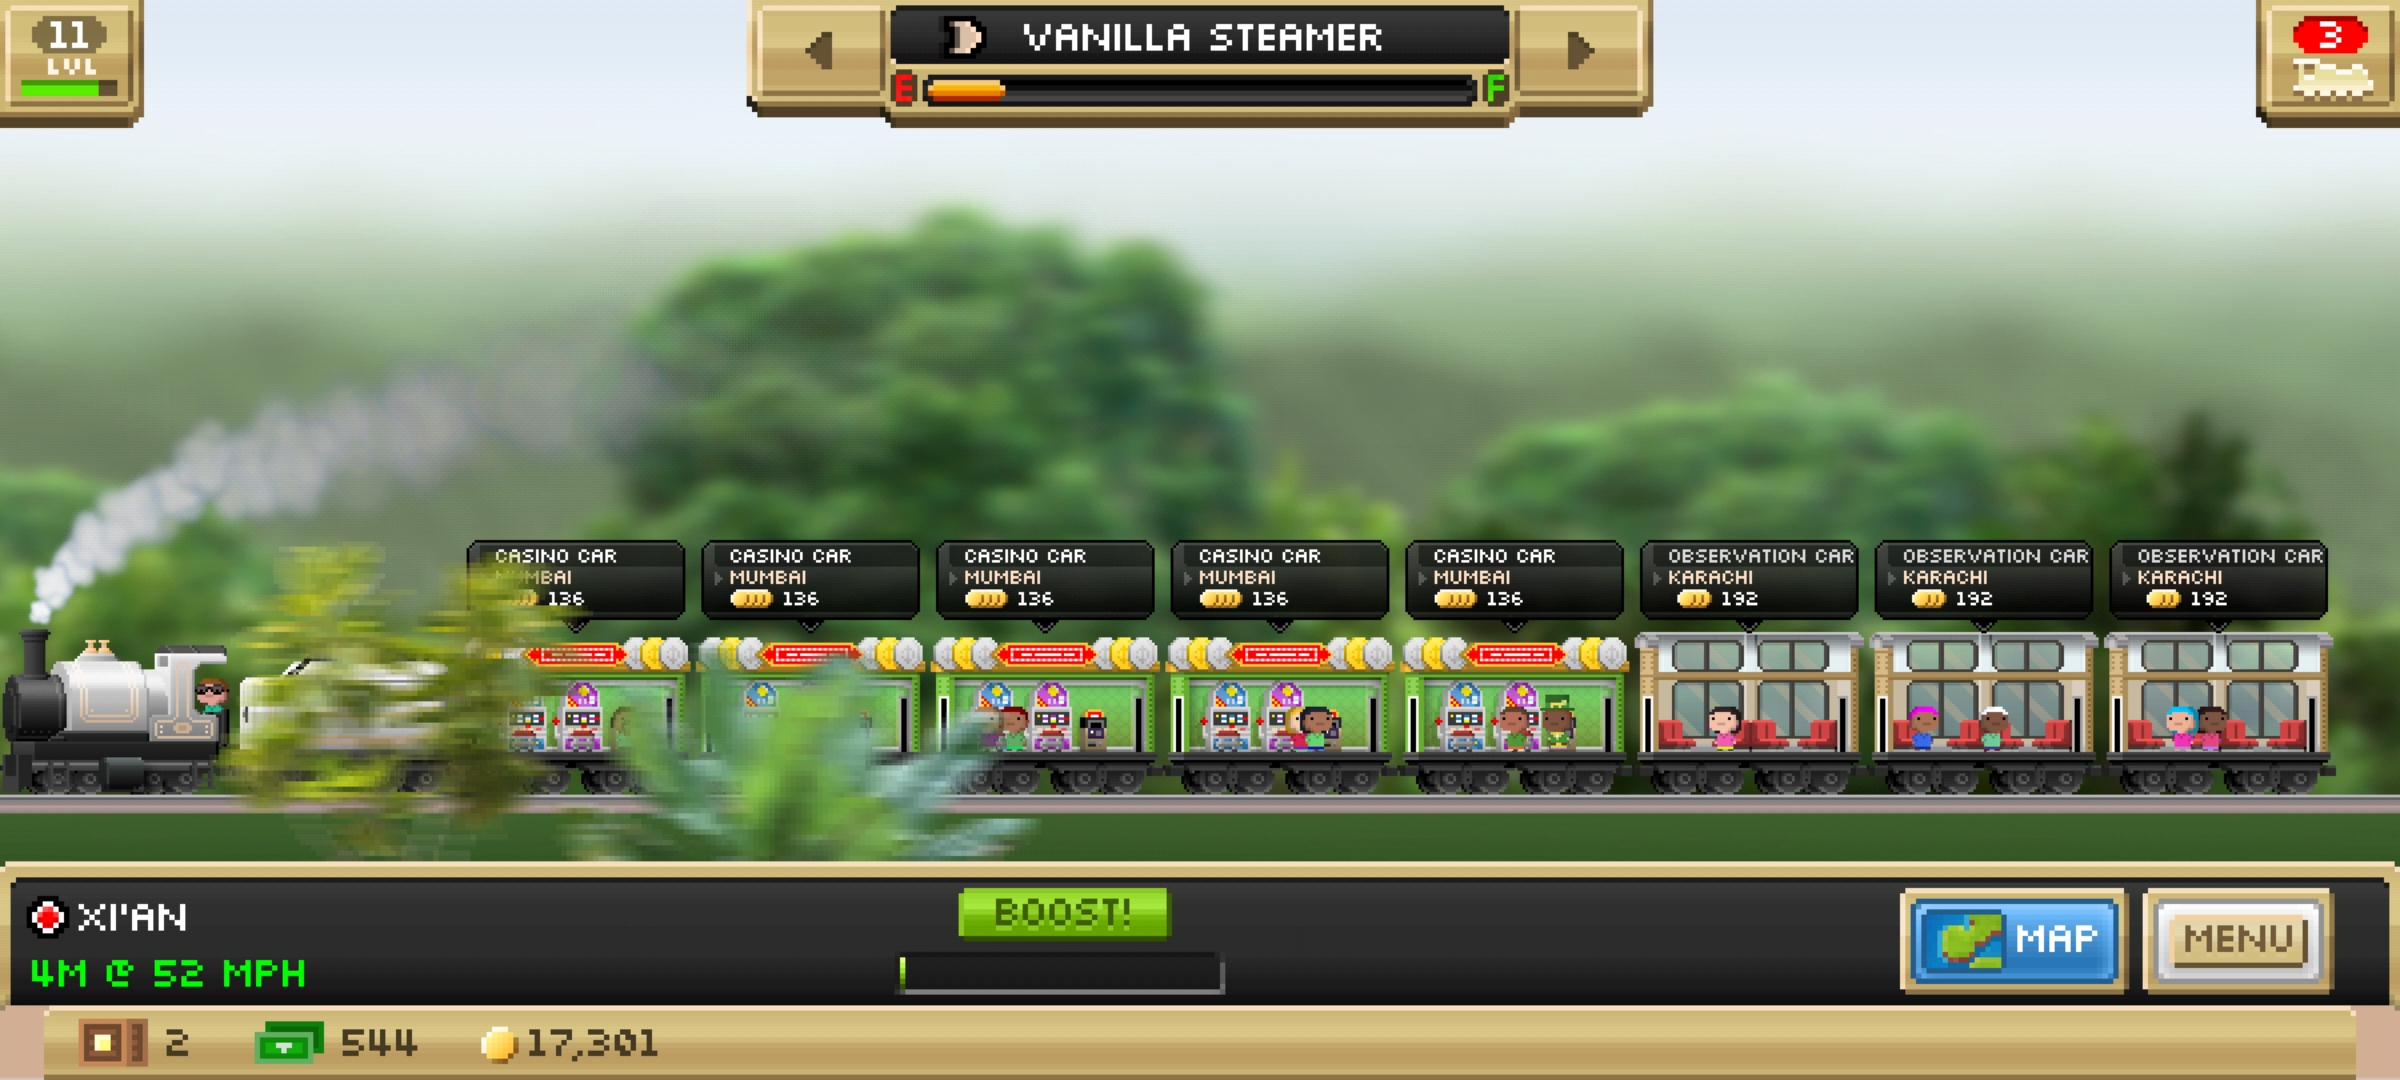 11
LVL
VANILLA STEAMER
E F
3
CASINO CAR
MUMBAI
136
CASINO CAR
MUMBAI
136
CASINO CAR
MUMBAI
136
CASINO CAR
MUMBAI
136
CASINO CAR
MUMBAI
136
OBSERVATION CAR
KARACHI
192
OBSERVATION CAR
KARACHI
192
OBSERVATION CAR
KARACHI
192
XI'AN
4M @ 52 MPH
BOOST!
MAP
MENU
2 544 17,301